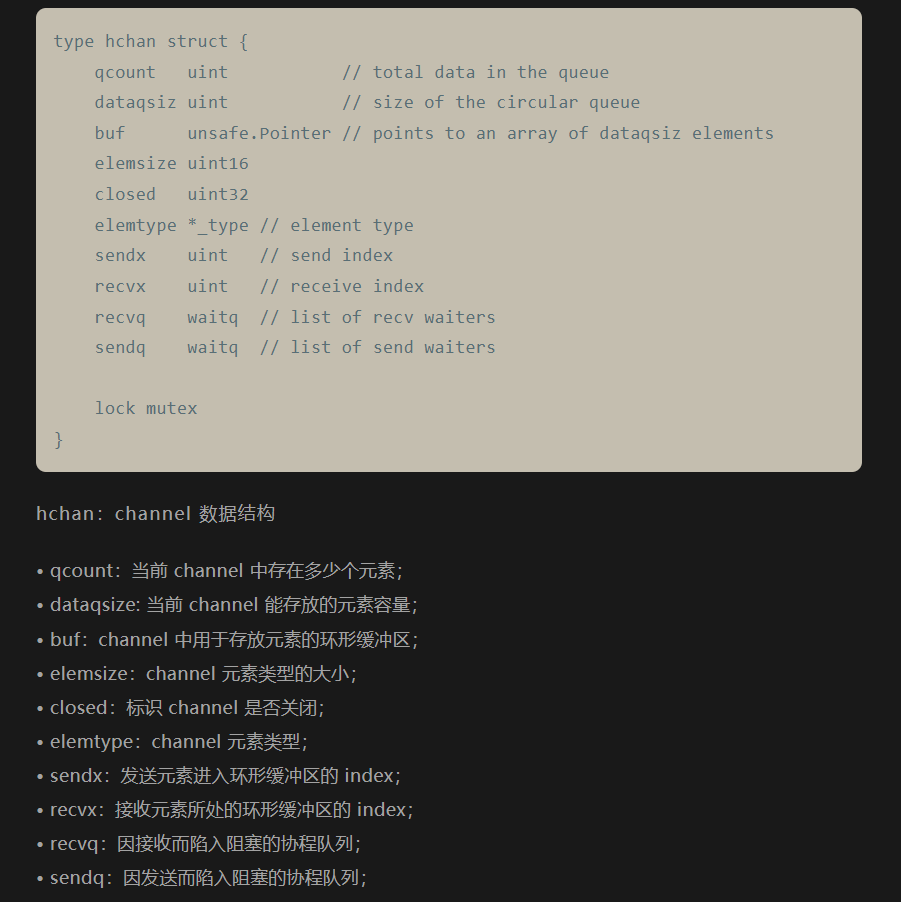 type hchan struct {
    qcount   uint           // total data in the queue
    dataqsiz uint           // size of the circular queue
    buf      unsafe.Pointer // points to an array of dataqsiz elements
    elemsize uint16
    closed   uint32
    elemtype *_type // element type
    sendx    uint   // send index
    recvx    uint   // receive index
    recvq    waitq  // list of recv waiters
    sendq    waitq  // list of send waiters

    lock mutex
}
hchan：channel 数据结构
• qcount：当前 channel 中存在多少个元素；
• dataqsize: 当前 channel 能存放的元素容量；
• buf：channel 中用于存放元素的环形缓冲区；
• elemsize：channel 元素类型的大小；
• closed：标识 channel 是否关闭；
• elemtype：channel 元素类型；
• sendx：发送元素进入环形缓冲区的 index；
• recvx：接收元素所处的环形缓冲区的 index；
• recvq：因接收而陷入阻塞的协程队列；
• sendq：因发送而陷入阻塞的协程队列；